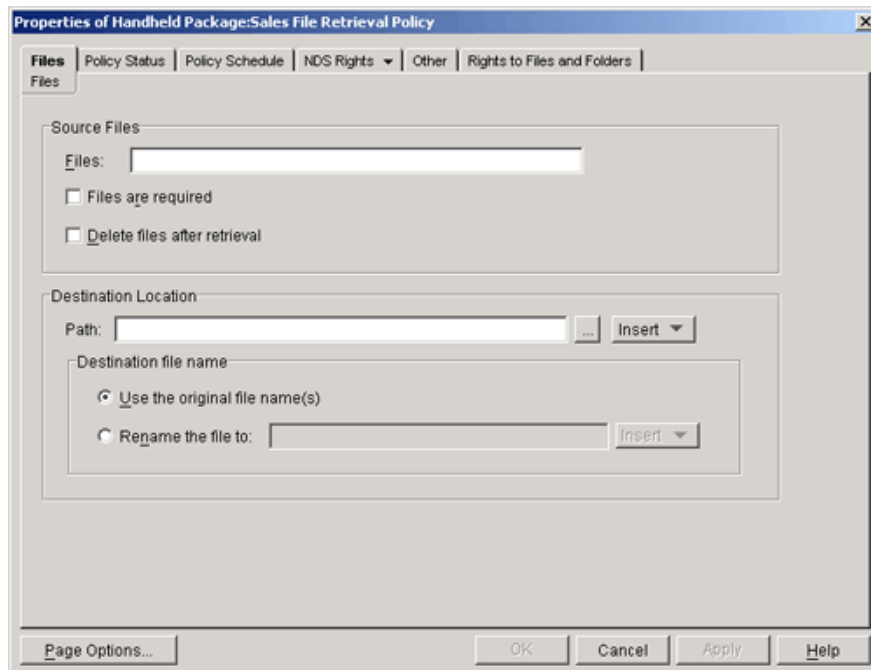 Properties of Handheld Package:Sales File Retrieval Policy
Files Policy Status Policy Schedule NDS Rights Other Rights to Files and Folders
Files
Source Files
Files:
Files are required
Delete files after retrieval
Destination Location
Path: ... Insert
Destination file name
Use the original file name(s)
Rename the file to: Insert
Page Options... OK Cancel Apply Help